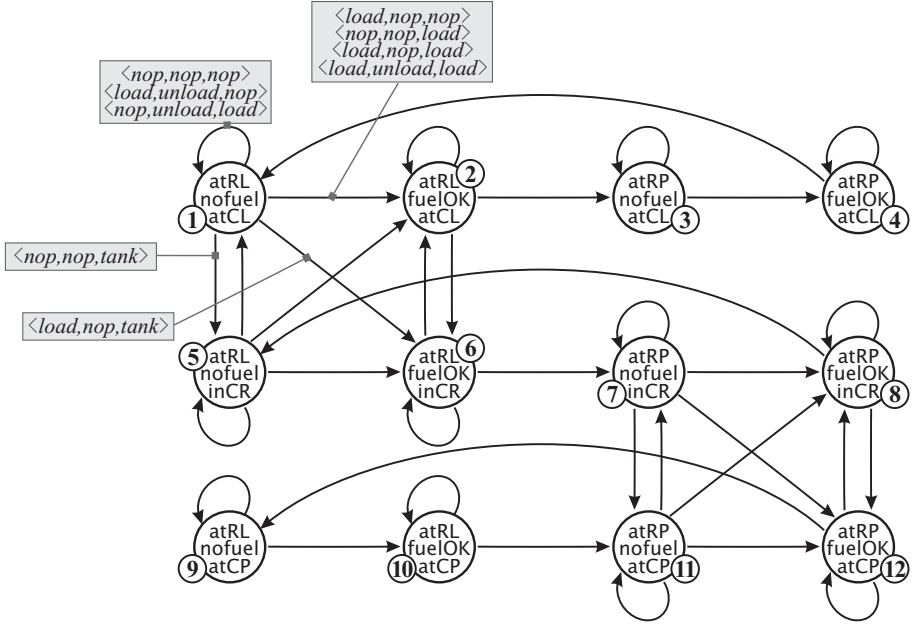 <load,nop,nop>
<nop,nop,load>
<load,nop,load>
<load,unload,load>
<nop,nop,nop>
<load,unload,nop>
<nop,unload,load>
atRL
nofuel
atCL
1
atRL
fuelOK
atCL
2
atRP
nofuel
atCL
3
atRP
fuelOK
atCL
4
<nop,nop,tank>
<load,nop,tank>
atRL
nofuel
inCR
5
atRL
fuelOK
inCR
6
atRP
nofuel
inCR
7
atRP
fuelOK
inCR
8
atRL
nofuel
atCP
9
atRL
fuelOK
atCP
10
atRP
nofuel
atCP
11
atRP
fuelOK
atCP
12